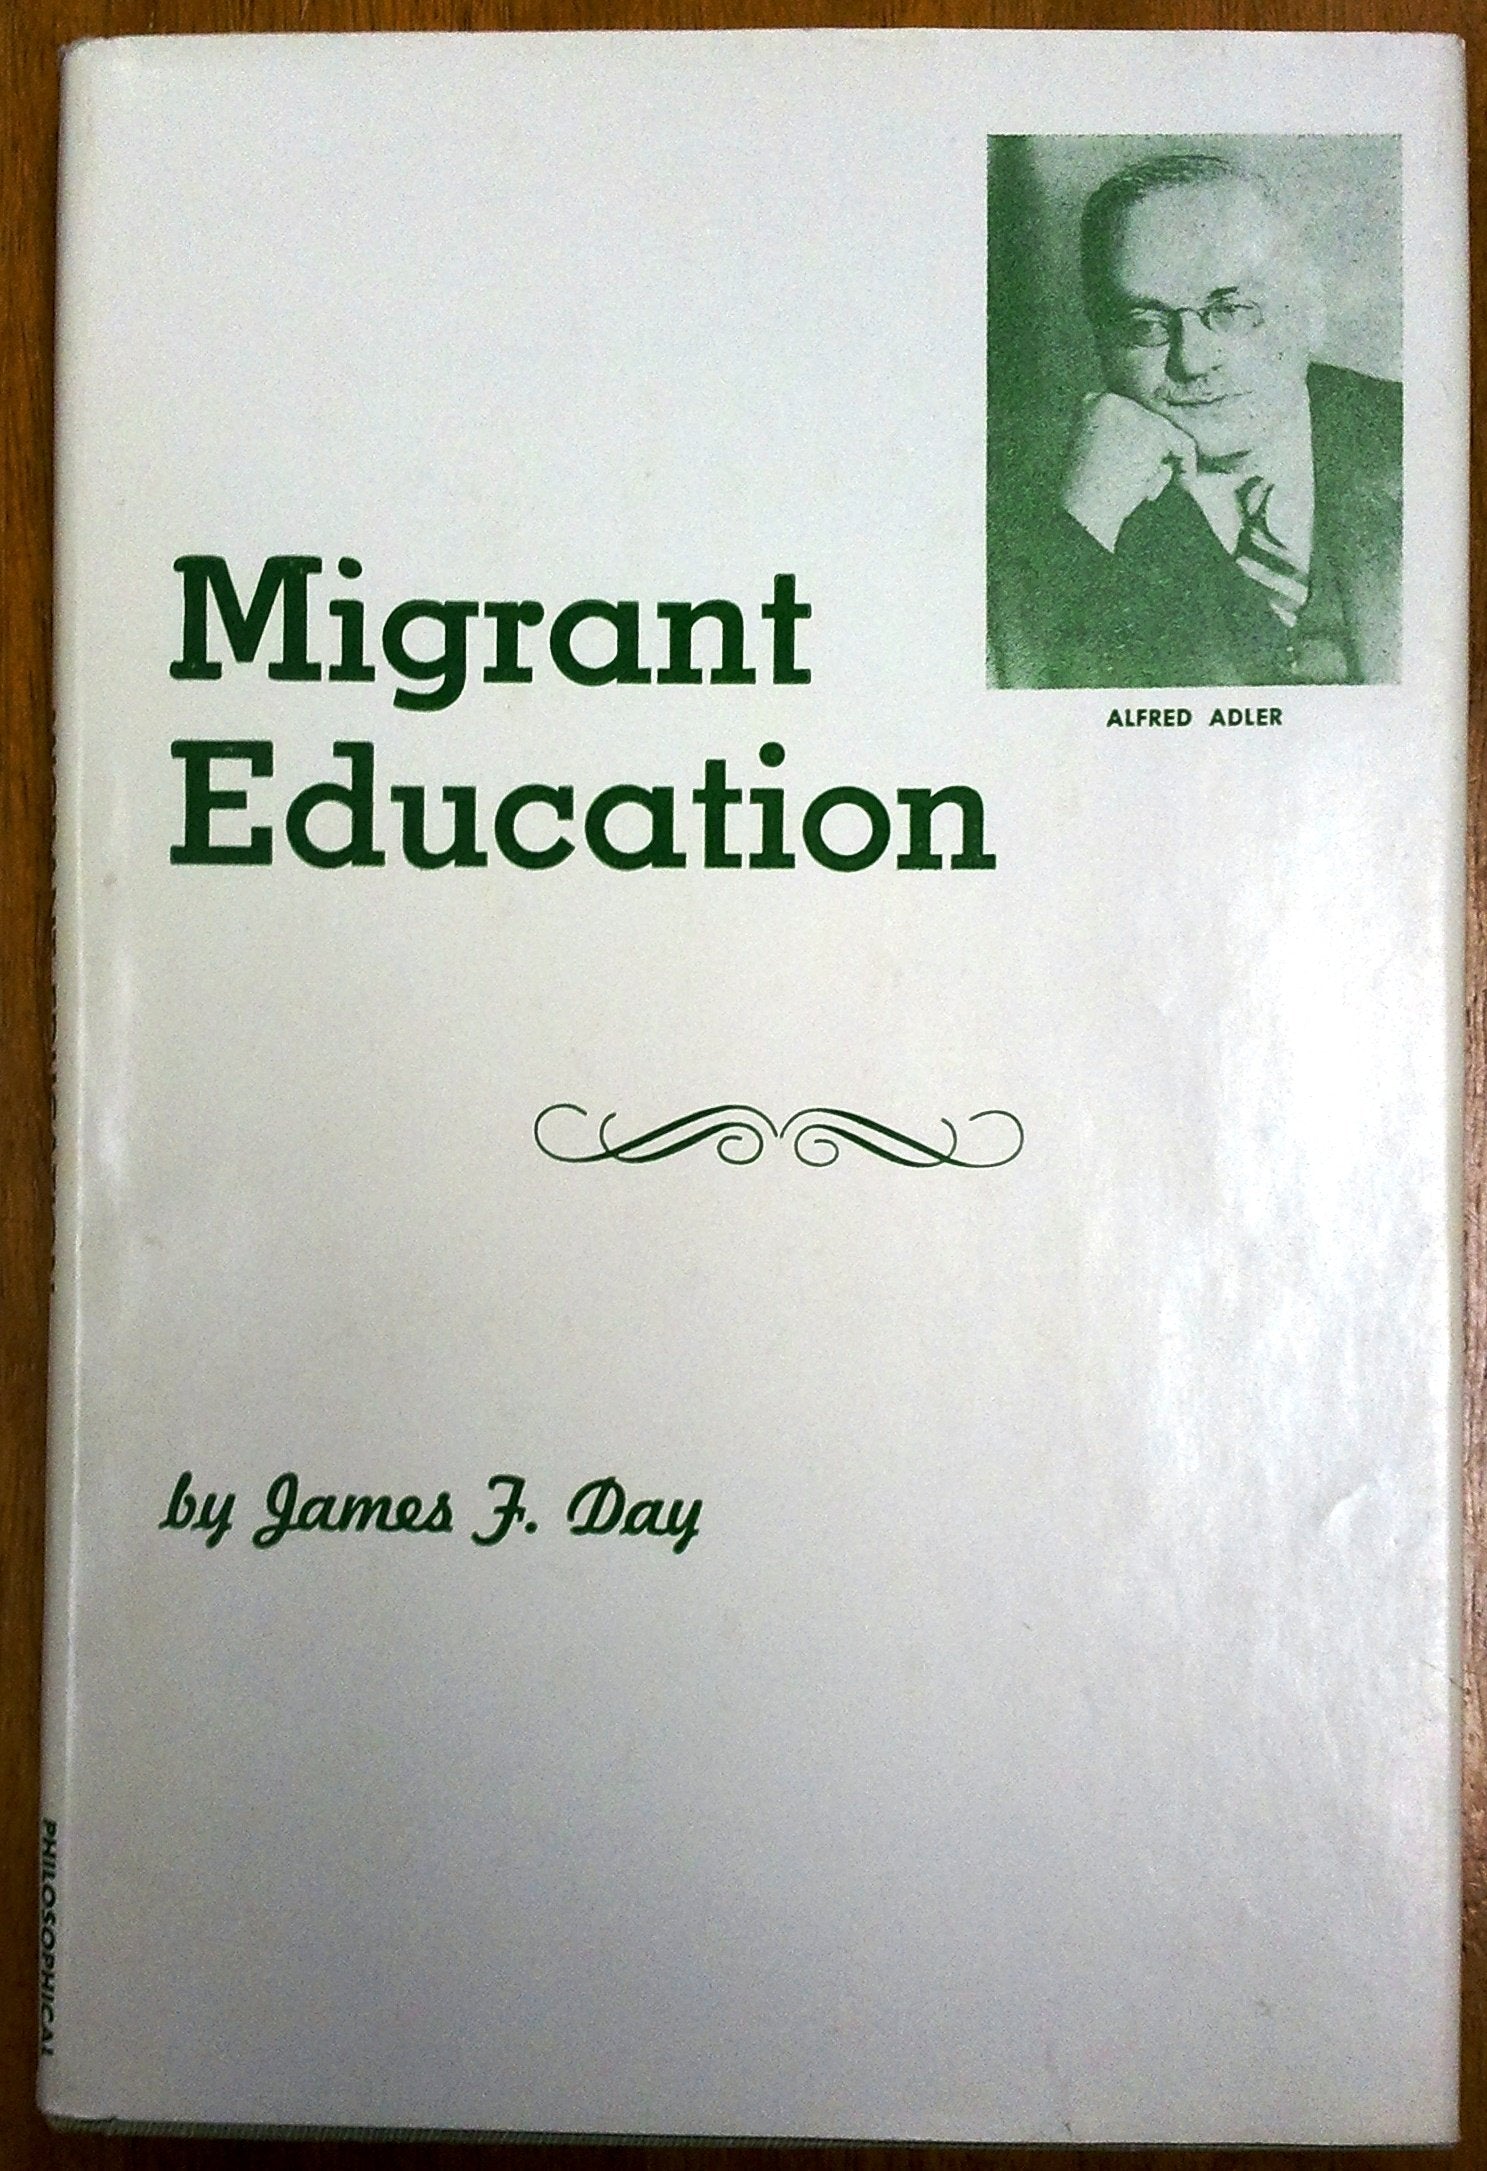 ALFRED ADLER
Migrant
Education
by James F. Day
PHILOSOPHICAL